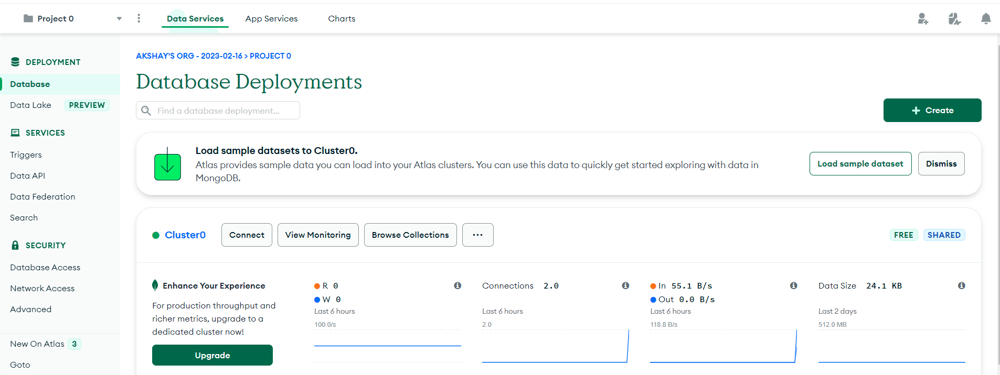 Project 0
Data Services
App Services
Charts
DEPLOYMENT
Database
Data Lake PREVIEW
SERVICES
Triggers
Data API
Data Federation
Search
SECURITY
Database Access
Network Access
Advanced
New On Atlas 3
Goto
AKSHAY'S ORG - 2023-02-16 > PROJECT 0
Database Deployments
Find a database deployment...
+ Create
Load sample datasets to Cluster0.
Atlas provides sample data you can load into your Atlas clusters. You can use this data to quickly get started exploring with data in
MongoDB.
Load sample dataset
Dismiss
Cluster0
Connect
View Monitoring
Browse Collections
...
FREE
SHARED
Enhance Your Experience
For production throughput and
richer metrics, upgrade to a
dedicated cluster now!
Upgrade
R 0
W 0
Last 6 hours
100.0/s
Connections 2.0
Last 6 hours
2.0
In 55.1 B/s
Out 0.0 B/s
Last 6 hours
118.8 B/s
Data Size 24.1 KB
Last 2 days
512.0 MB